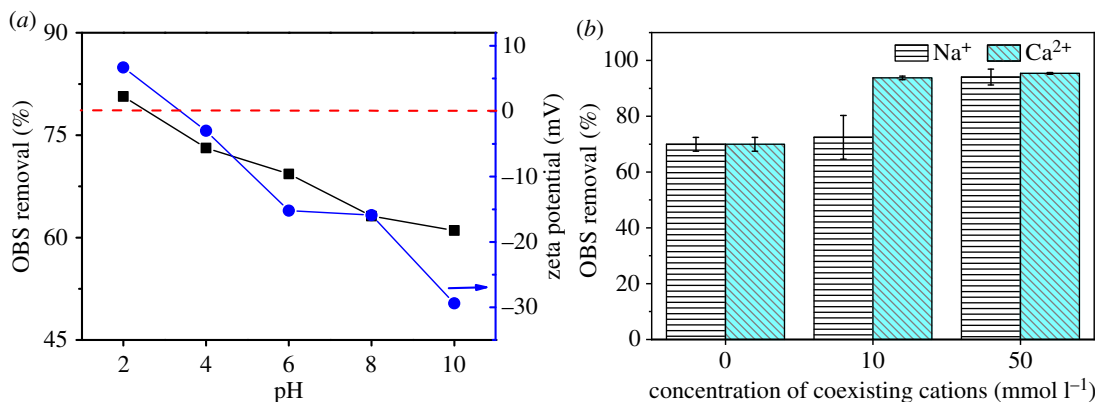 (a)
90
75
60
45
OBS removal (%)
2 4 6 8 10
pH
10
0
–10
–20
–30
zeta potential (mV)
(b)
Na⁺ Ca²⁺
100
80
60
40
20
0
OBS removal (%)
0 10 50
concentration of coexisting cations (mmol l⁻¹)